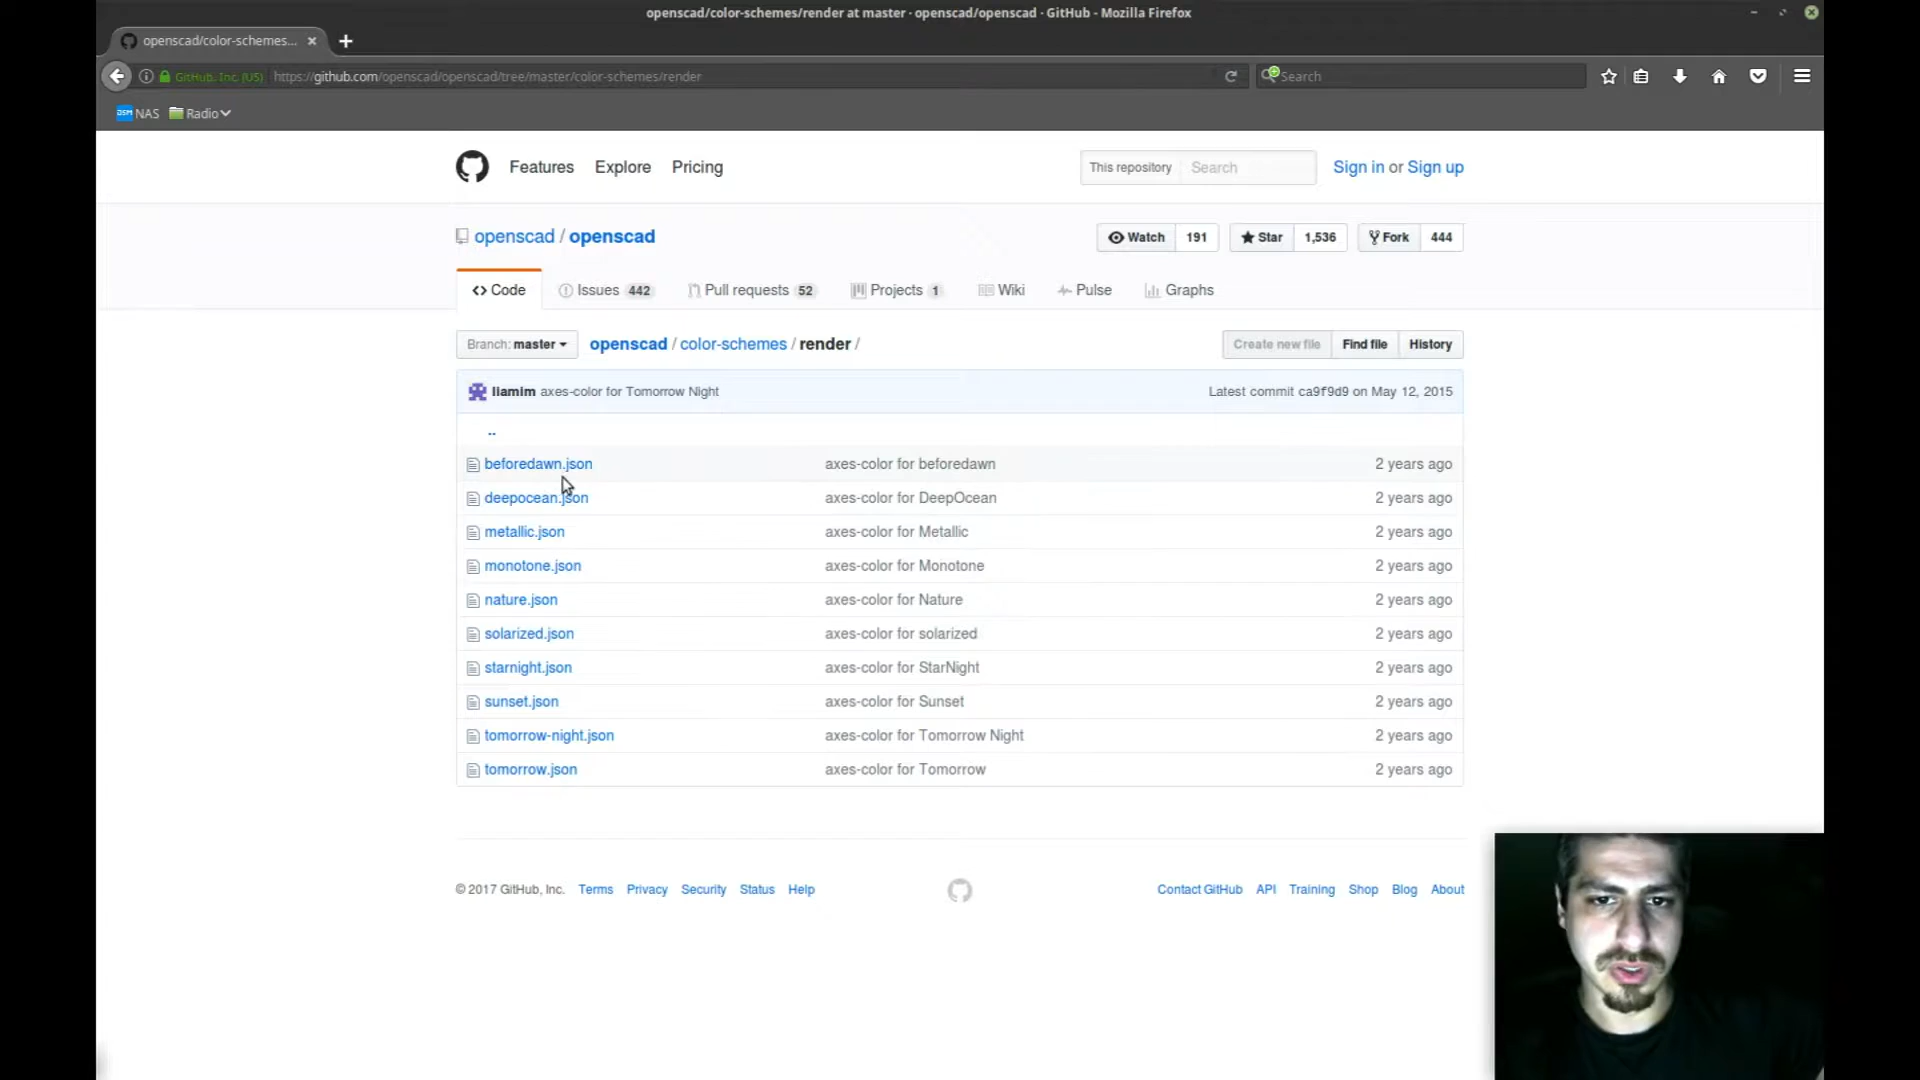 openscad/color-schemes/render at master · openscad/openscad · GitHub - Mozilla Firefox
openscad/color-schemes...
GitHub, Inc. (US) https://github.com/openscad/openscad/tree/master/color-schemes/render Search
DSM NAS Radio
Features Explore Pricing This repository Search Sign in or Sign up
openscad / openscad Watch 191 Star 1,536 Fork 444
Code Issues 442 Pull requests 52 Projects 1 Wiki Pulse Graphs
Branch: master openscad / color-schemes / render / Create new file Find file History
liamim axes-color for Tomorrow Night Latest commit ca9f9d9 on May 12, 2015
..
beforedawn.json axes-color for beforedawn 2 years ago
deepocean.json axes-color for DeepOcean 2 years ago
metallic.json axes-color for Metallic 2 years ago
monotone.json axes-color for Monotone 2 years ago
nature.json axes-color for Nature 2 years ago
solarized.json axes-color for solarized 2 years ago
starnight.json axes-color for StarNight 2 years ago
sunset.json axes-color for Sunset 2 years ago
tomorrow-night.json axes-color for Tomorrow Night 2 years ago
tomorrow.json axes-color for Tomorrow 2 years ago
© 2017 GitHub, Inc. Terms Privacy Security Status Help Contact GitHub API Training Shop Blog About